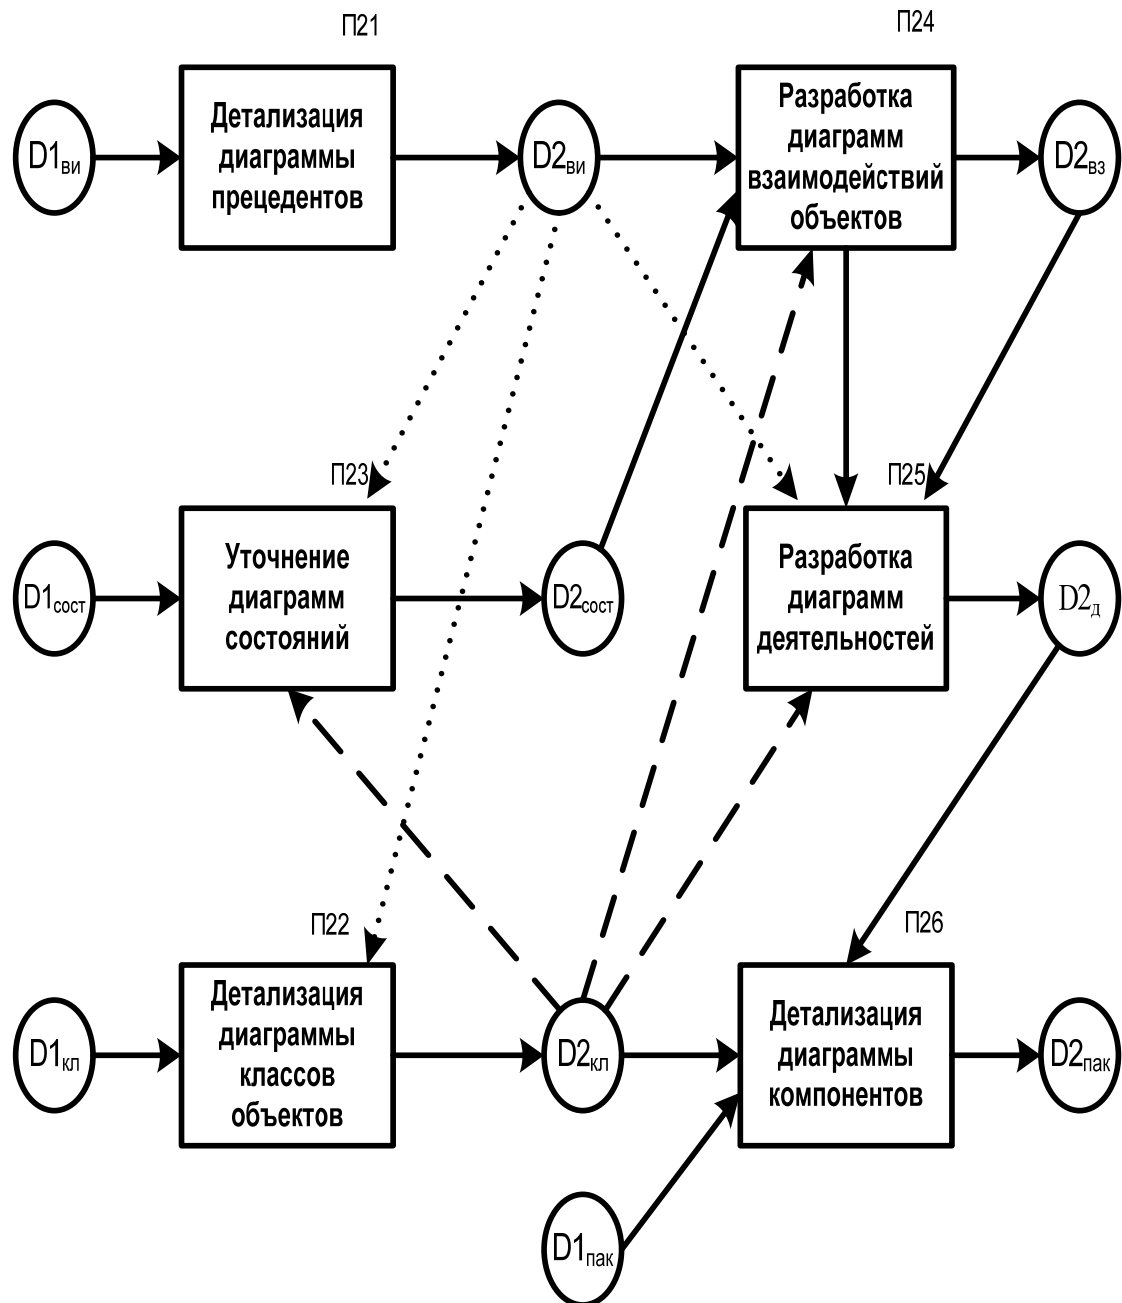 П21
П24
D1ви
Детализация
диаграммы
прецедентов
D2ви
Разработка
диаграмм
взаимодействий
объектов
D2вз
П23
П25
D1сост
Уточнение
диаграмм
состояний
D2сост
Разработка
диаграмм
деятельностей
D2д
П22
П26
D1кл
Детализация
диаграммы
классов
объектов
D2кл
Детализация
диаграммы
компонентов
D2пак
D1пак